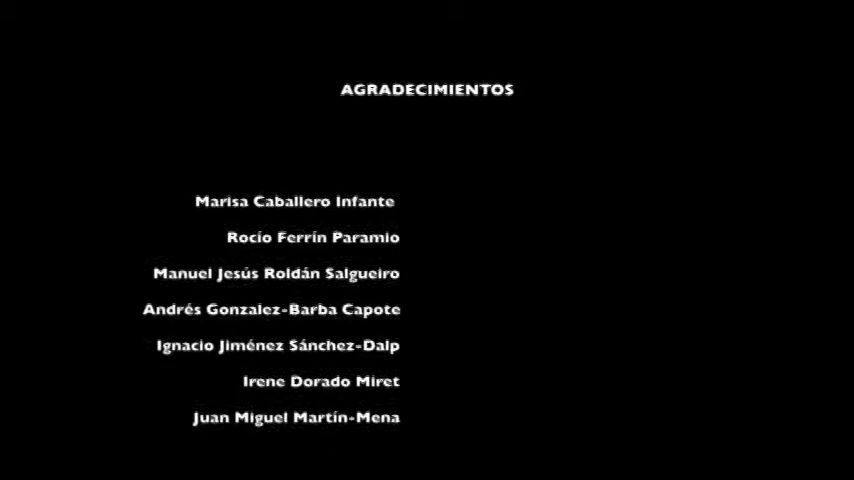 AGRADECIMIENTOS
Marisa Caballero Infante
Rocío Ferrín Paramio
Manuel Jesús Roldán Salgueiro
Andrés Gonzalez-Barba Capote
Ignacio Jiménez Sánchez-Dalp
Irene Dorado Miret
Juan Miguel Martín-Mena